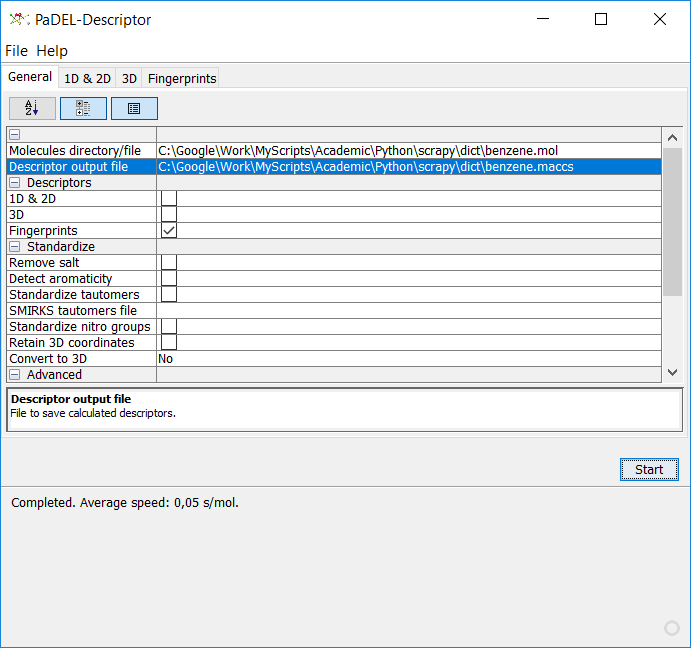 PaDEL-Descriptor
File Help
General 1D & 2D 3D Fingerprints
Molecules directory/file C:\Google\Work\MyScripts\Academic\Python\scrapy\dict\benzene.mol
Descriptor output file C:\Google\Work\MyScripts\Academic\Python\scrapy\dict\benzene.maccs
Descriptors
1D & 2D
3D
Fingerprints
Standardize
Remove salt
Detect aromaticity
Standardize tautomers
SMIRKS tautomers file
Standardize nitro groups
Retain 3D coordinates
Convert to 3D No
Advanced
Descriptor output file
File to save calculated descriptors.
Start
Completed. Average speed: 0,05 s/mol.